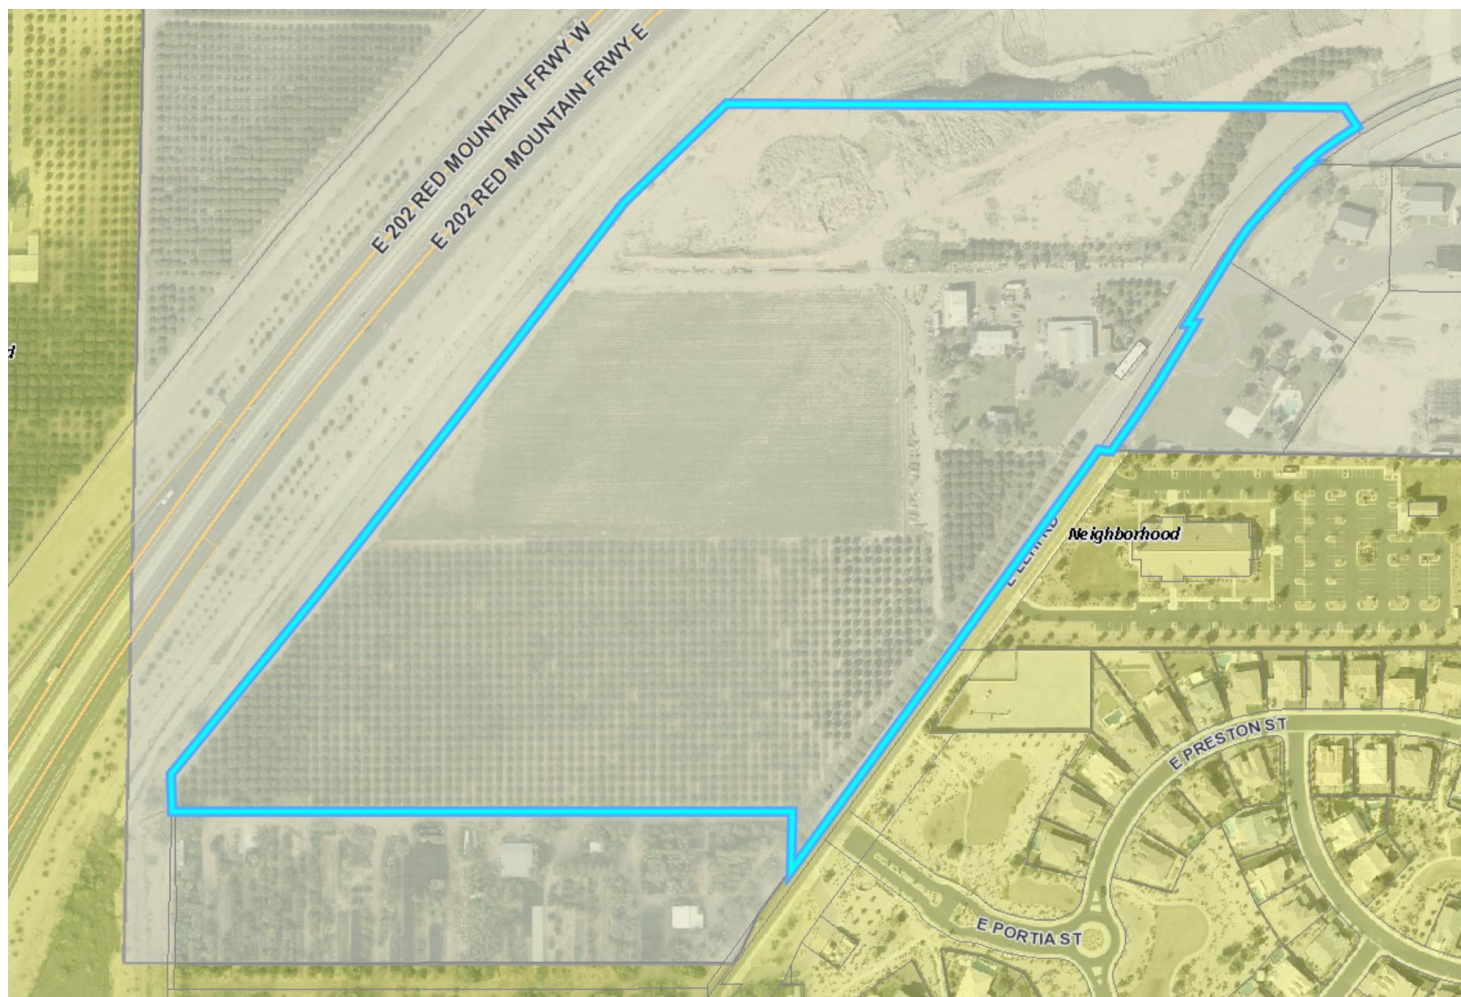 E 202 RED MOUNTAIN FRWY W
E 202 RED MOUNTAIN FRWY E
d
Neighborhood
E PRESTON ST
E PORTIA ST